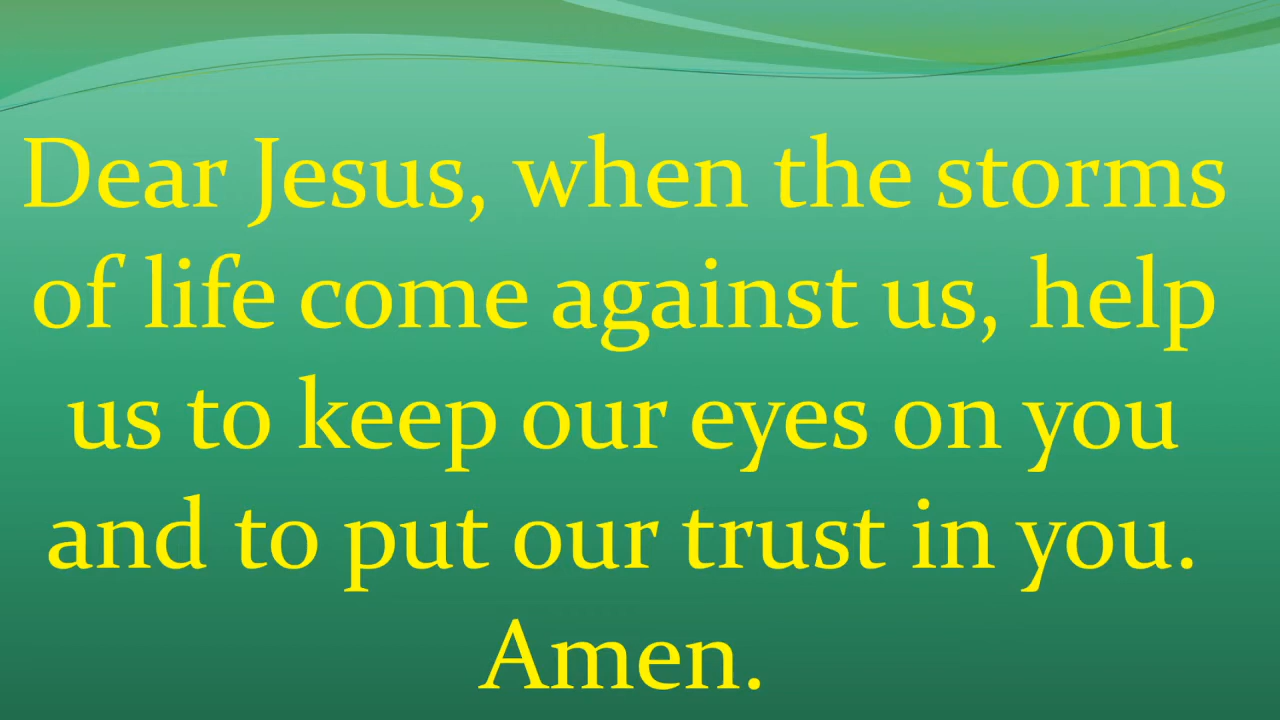 Dear Jesus, when the storms
of life come against us, help
us to keep our eyes on you
and to put our trust in you.
Amen.